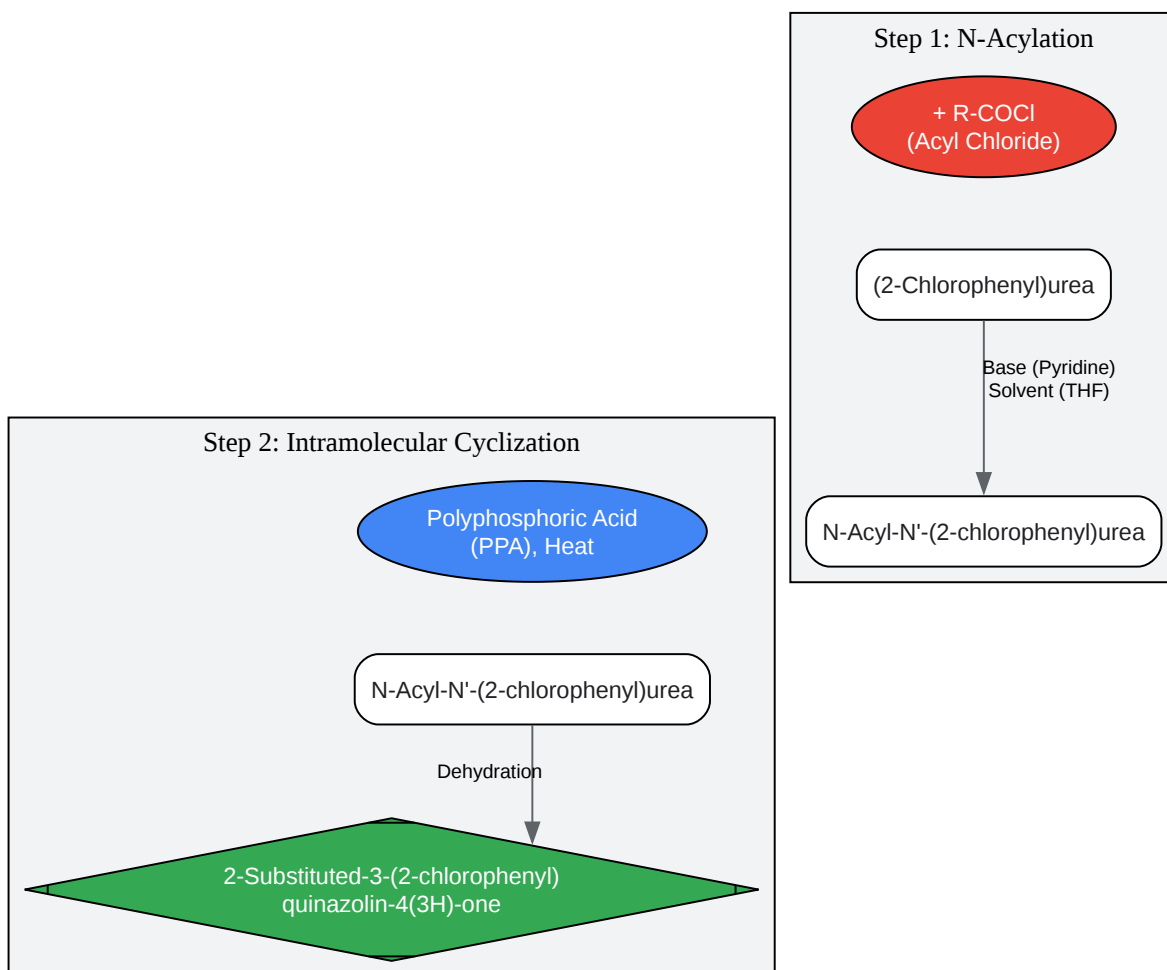 Step 1: N-Acylation
+ R-COCl
(Acyl Chloride)
(2-Chlorophenyl)urea
Base (Pyridine)
Solvent (THF)
N-Acyl-N'-(2-chlorophenyl)urea
Step 2: Intramolecular Cyclization
Polyphosphoric Acid
(PPA), Heat
N-Acyl-N'-(2-chlorophenyl)urea
Dehydration
2-Substituted-3-(2-chlorophenyl)
quinazolin-4(3H)-one